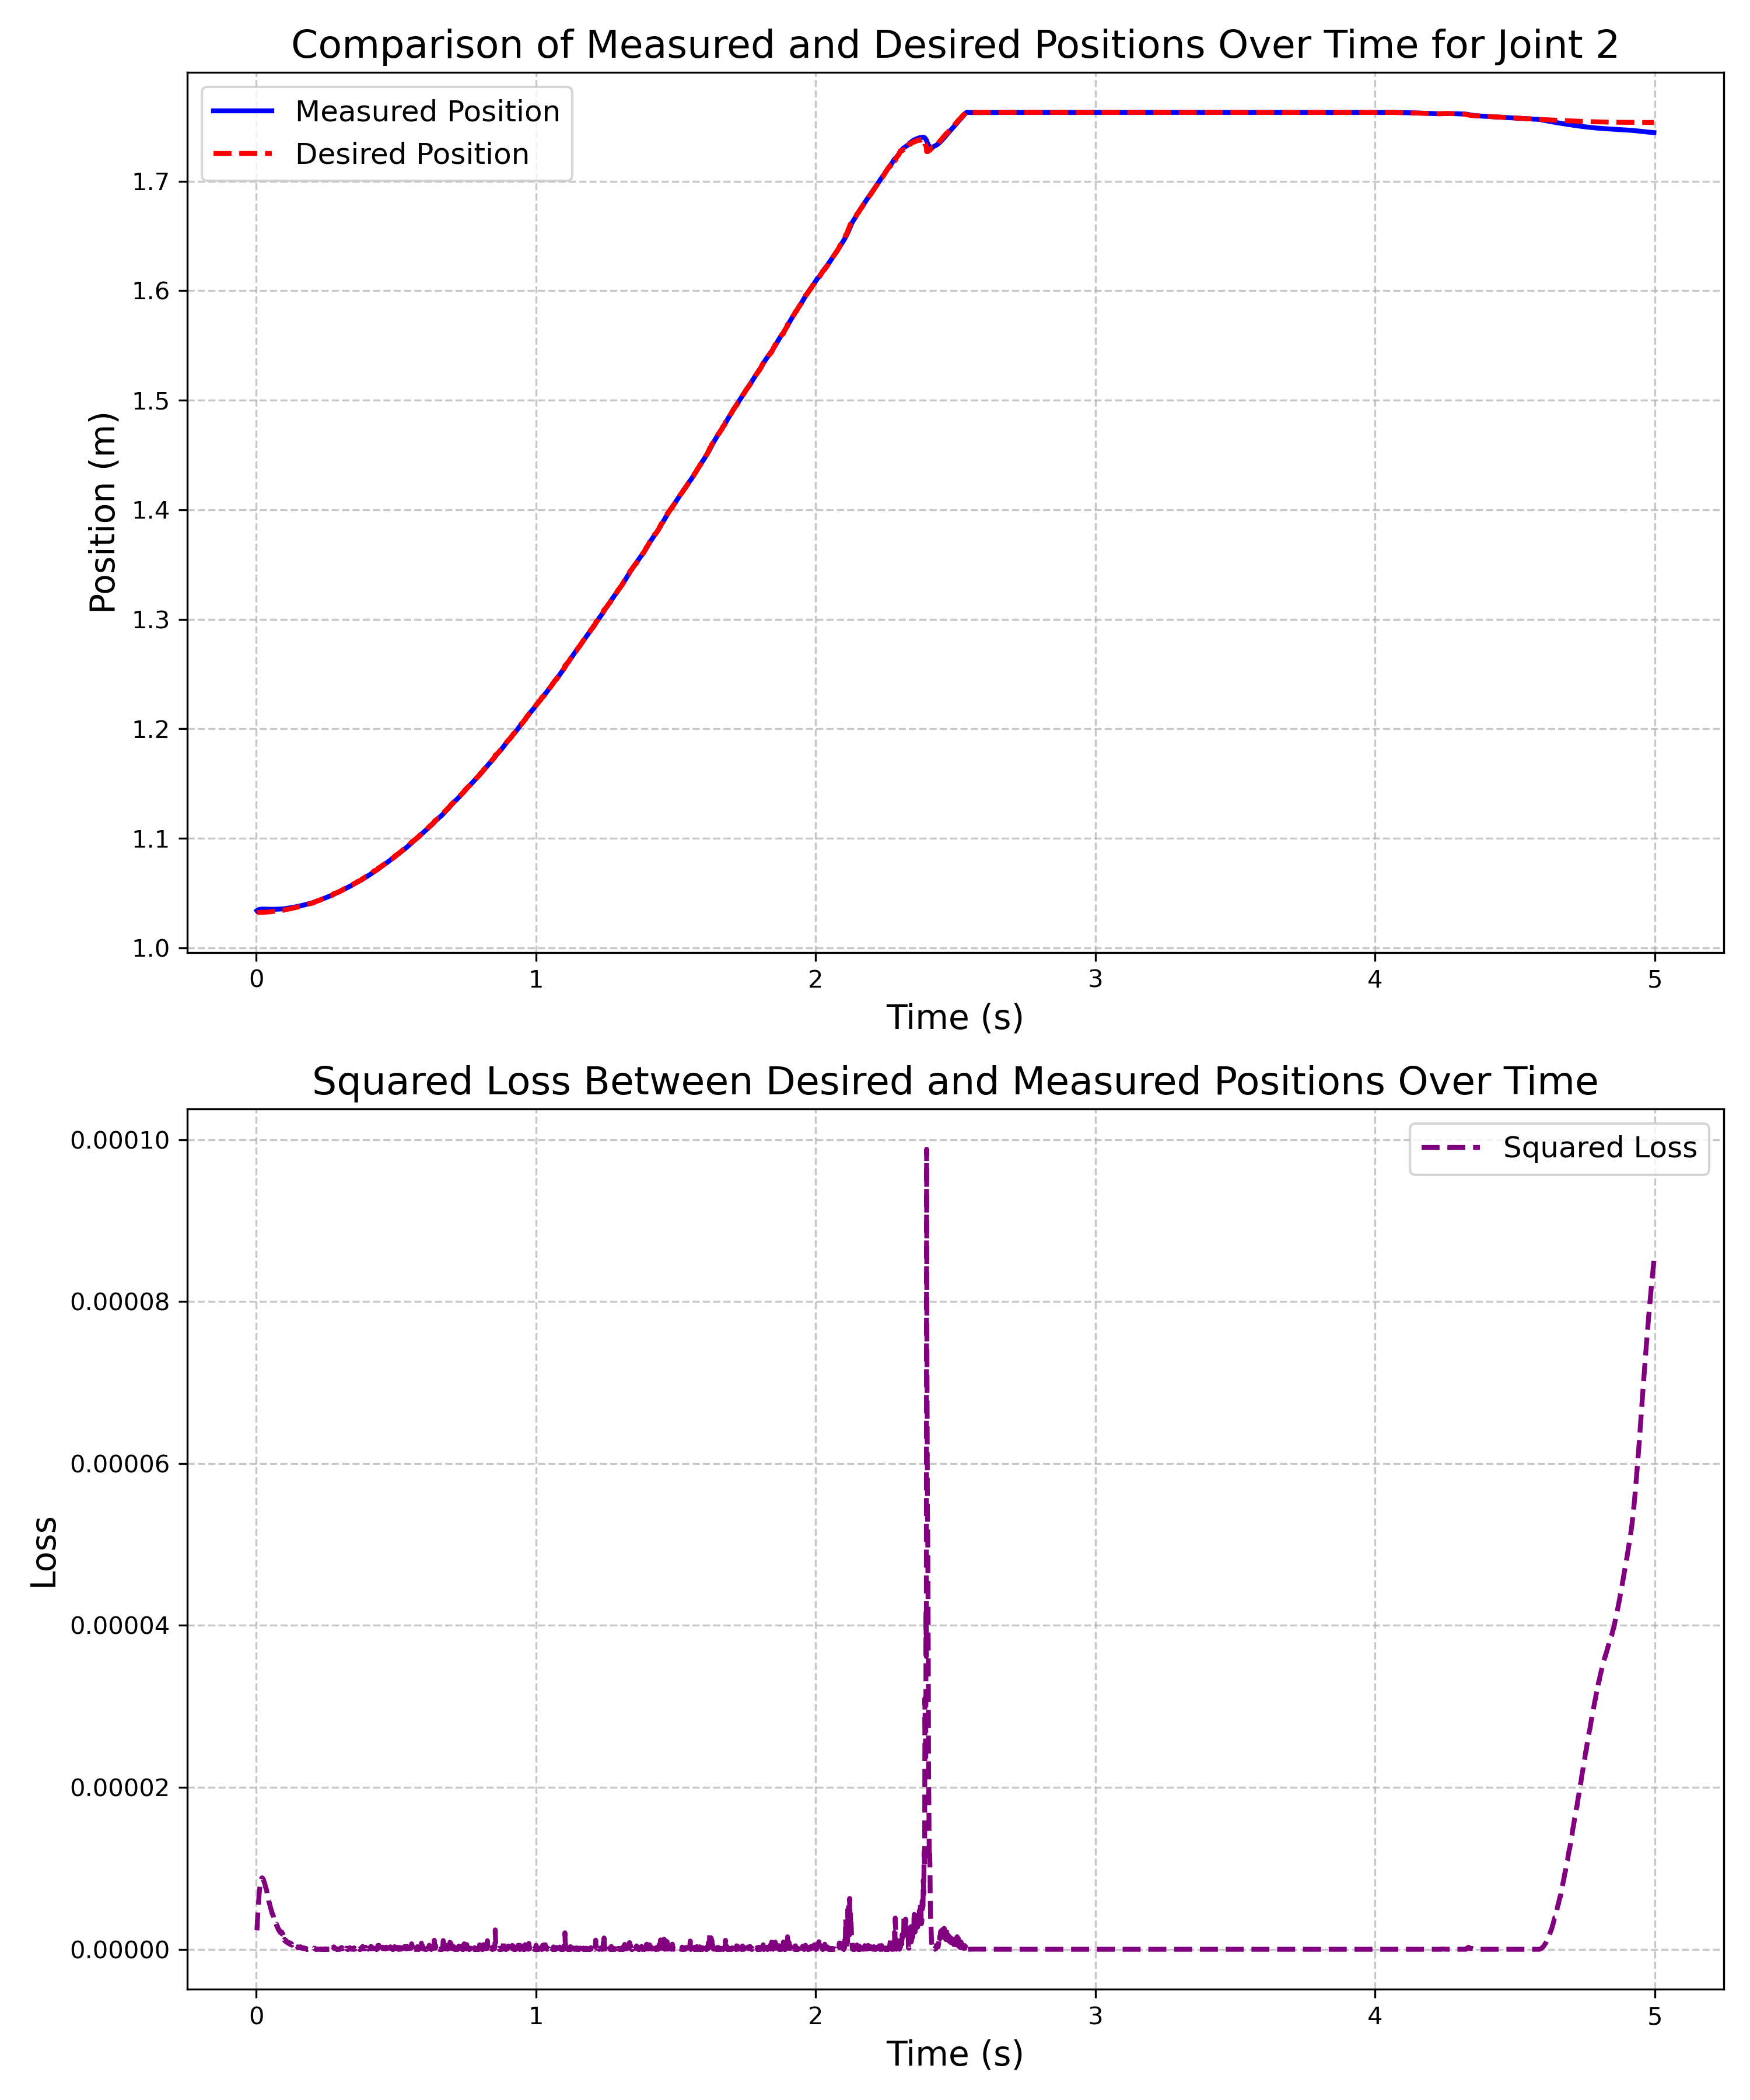 Comparison of Measured and Desired Positions Over Time for Joint 2
Measured Position
Desired Position
Position (m)
1.7
1.6
1.5
1.4
1.3
1.2
1.1
1.0
0 1 2 3 4 5
Time (s)
Squared Loss Between Desired and Measured Positions Over Time
Squared Loss
Loss
0.00010
0.00008
0.00006
0.00004
0.00002
0.00000
0 1 2 3 4 5
Time (s)